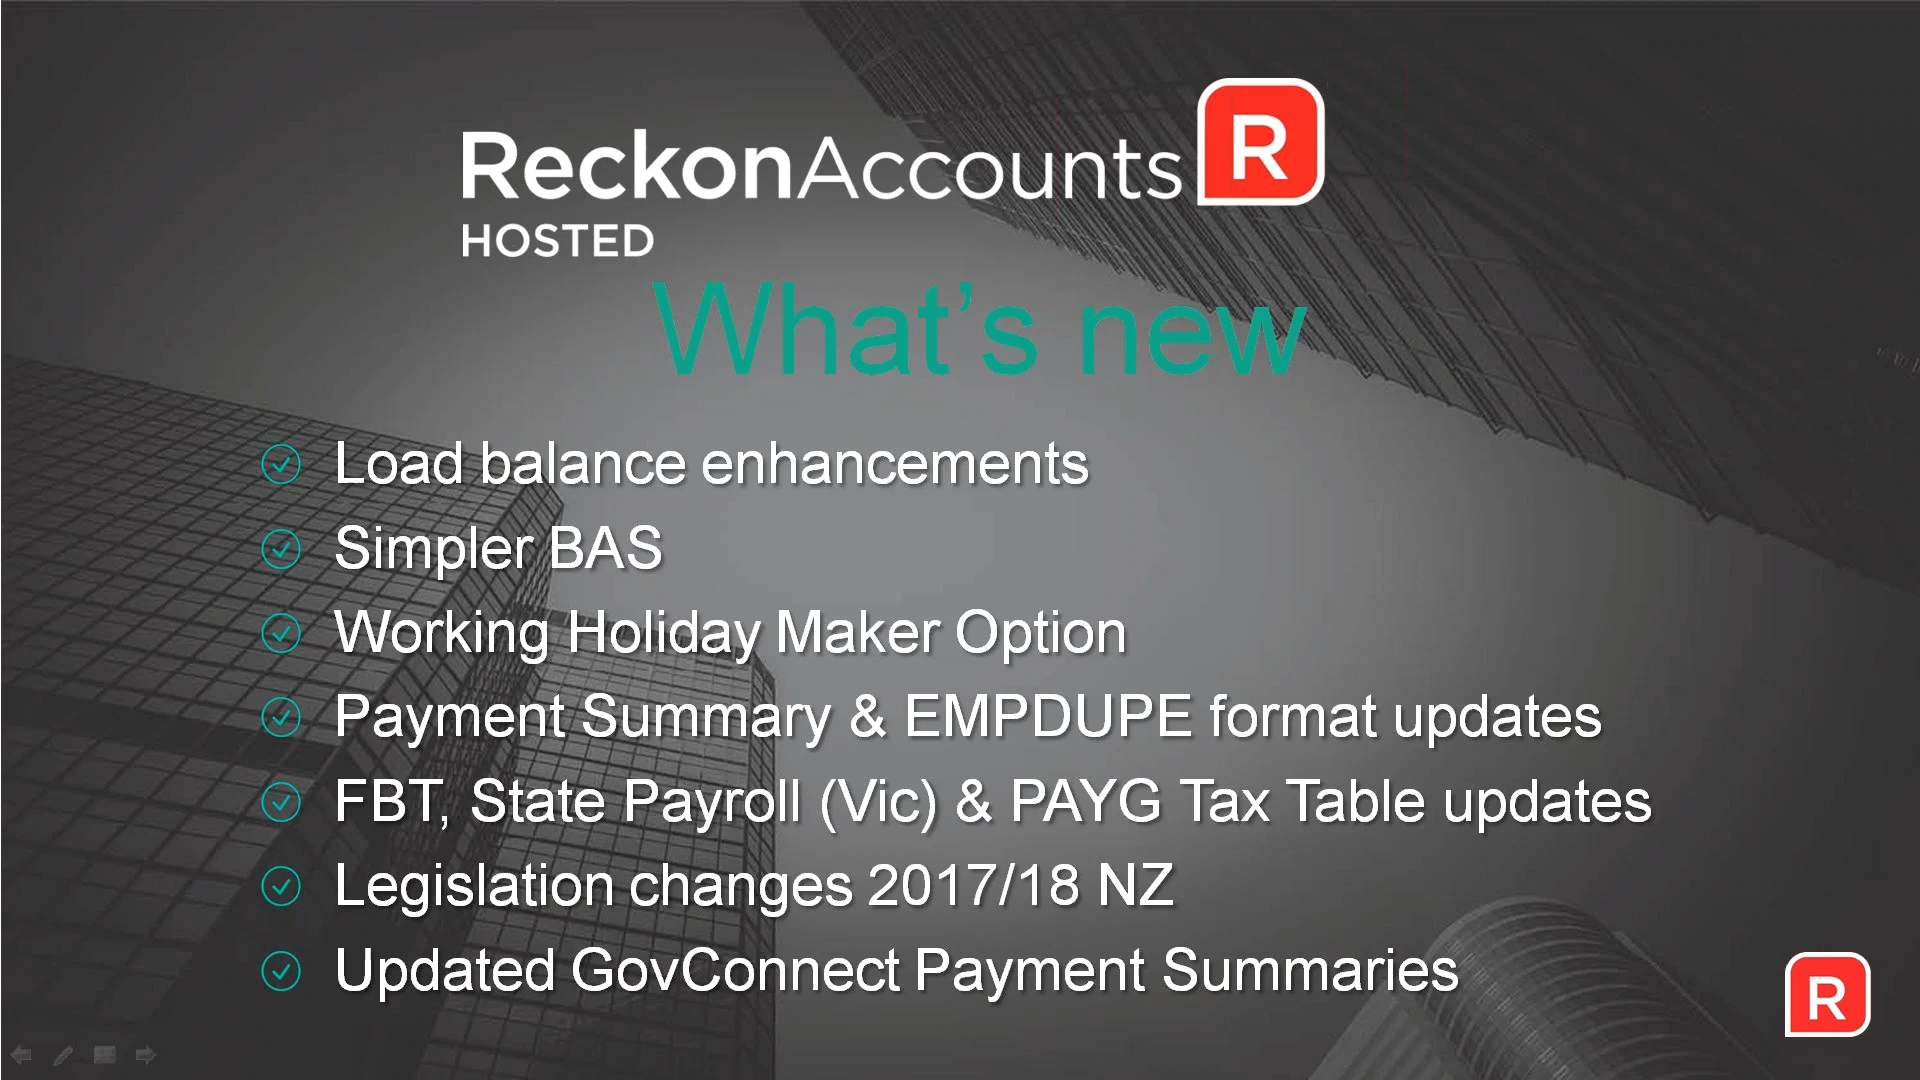 ReckonAccounts R
HOSTED
What's new
Load balance enhancements
Simpler BAS
Working Holiday Maker Option
Payment Summary & EMPDUPE format updates
FBT, State Payroll (Vic) & PAYG Tax Table updates
Legislation changes 2017/18 NZ
Updated GovConnect Payment Summaries
R